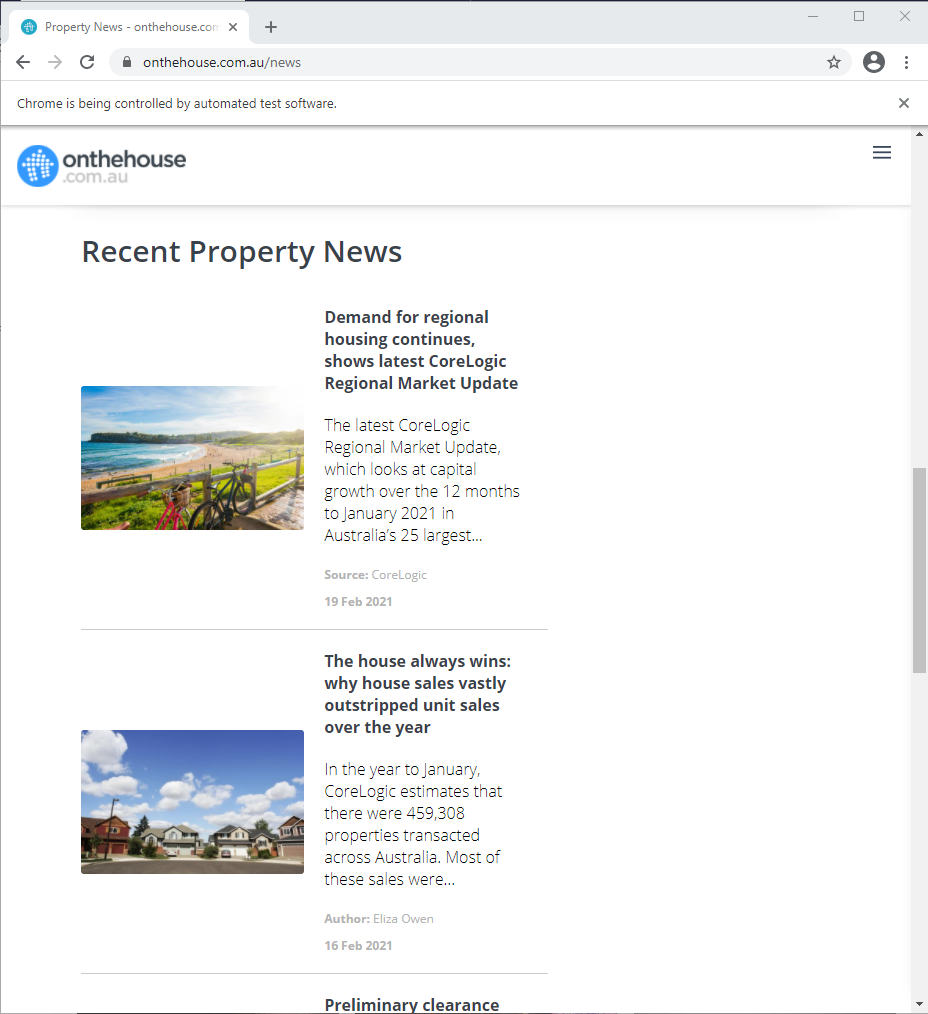 Property News - onthehouse.com
onthehouse.com.au/news
Chrome is being controlled by automated test software.
onthehouse
.com.au
Recent Property News
Demand for regional
housing continues,
shows latest CoreLogic
Regional Market Update
The latest CoreLogic
Regional Market Update,
which looks at capital
growth over the 12 months
to January 2021 in
Australia’s 25 largest...
Source: CoreLogic
19 Feb 2021
The house always wins:
why house sales vastly
outstripped unit sales
over the year
In the year to January,
CoreLogic estimates that
there were 459,308
properties transacted
across Australia. Most of
these sales were...
Author: Eliza Owen
16 Feb 2021
Preliminary clearance